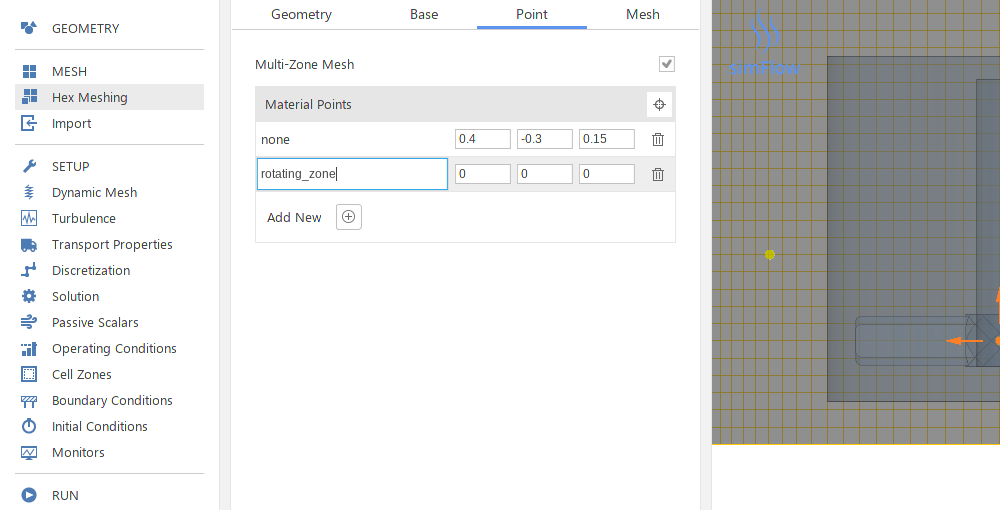 GEOMETRY
MESH
Hex Meshing
Import
SETUP
Dynamic Mesh
Turbulence
Transport Properties
Discretization
Solution
Passive Scalars
Operating Conditions
Cell Zones
Boundary Conditions
Initial Conditions
Monitors
RUN
Geometry Base Point Mesh
Multi-Zone Mesh
Material Points
none 0.4 -0.3 0.15
rotating_zone 0 0 0
Add New
simFlow